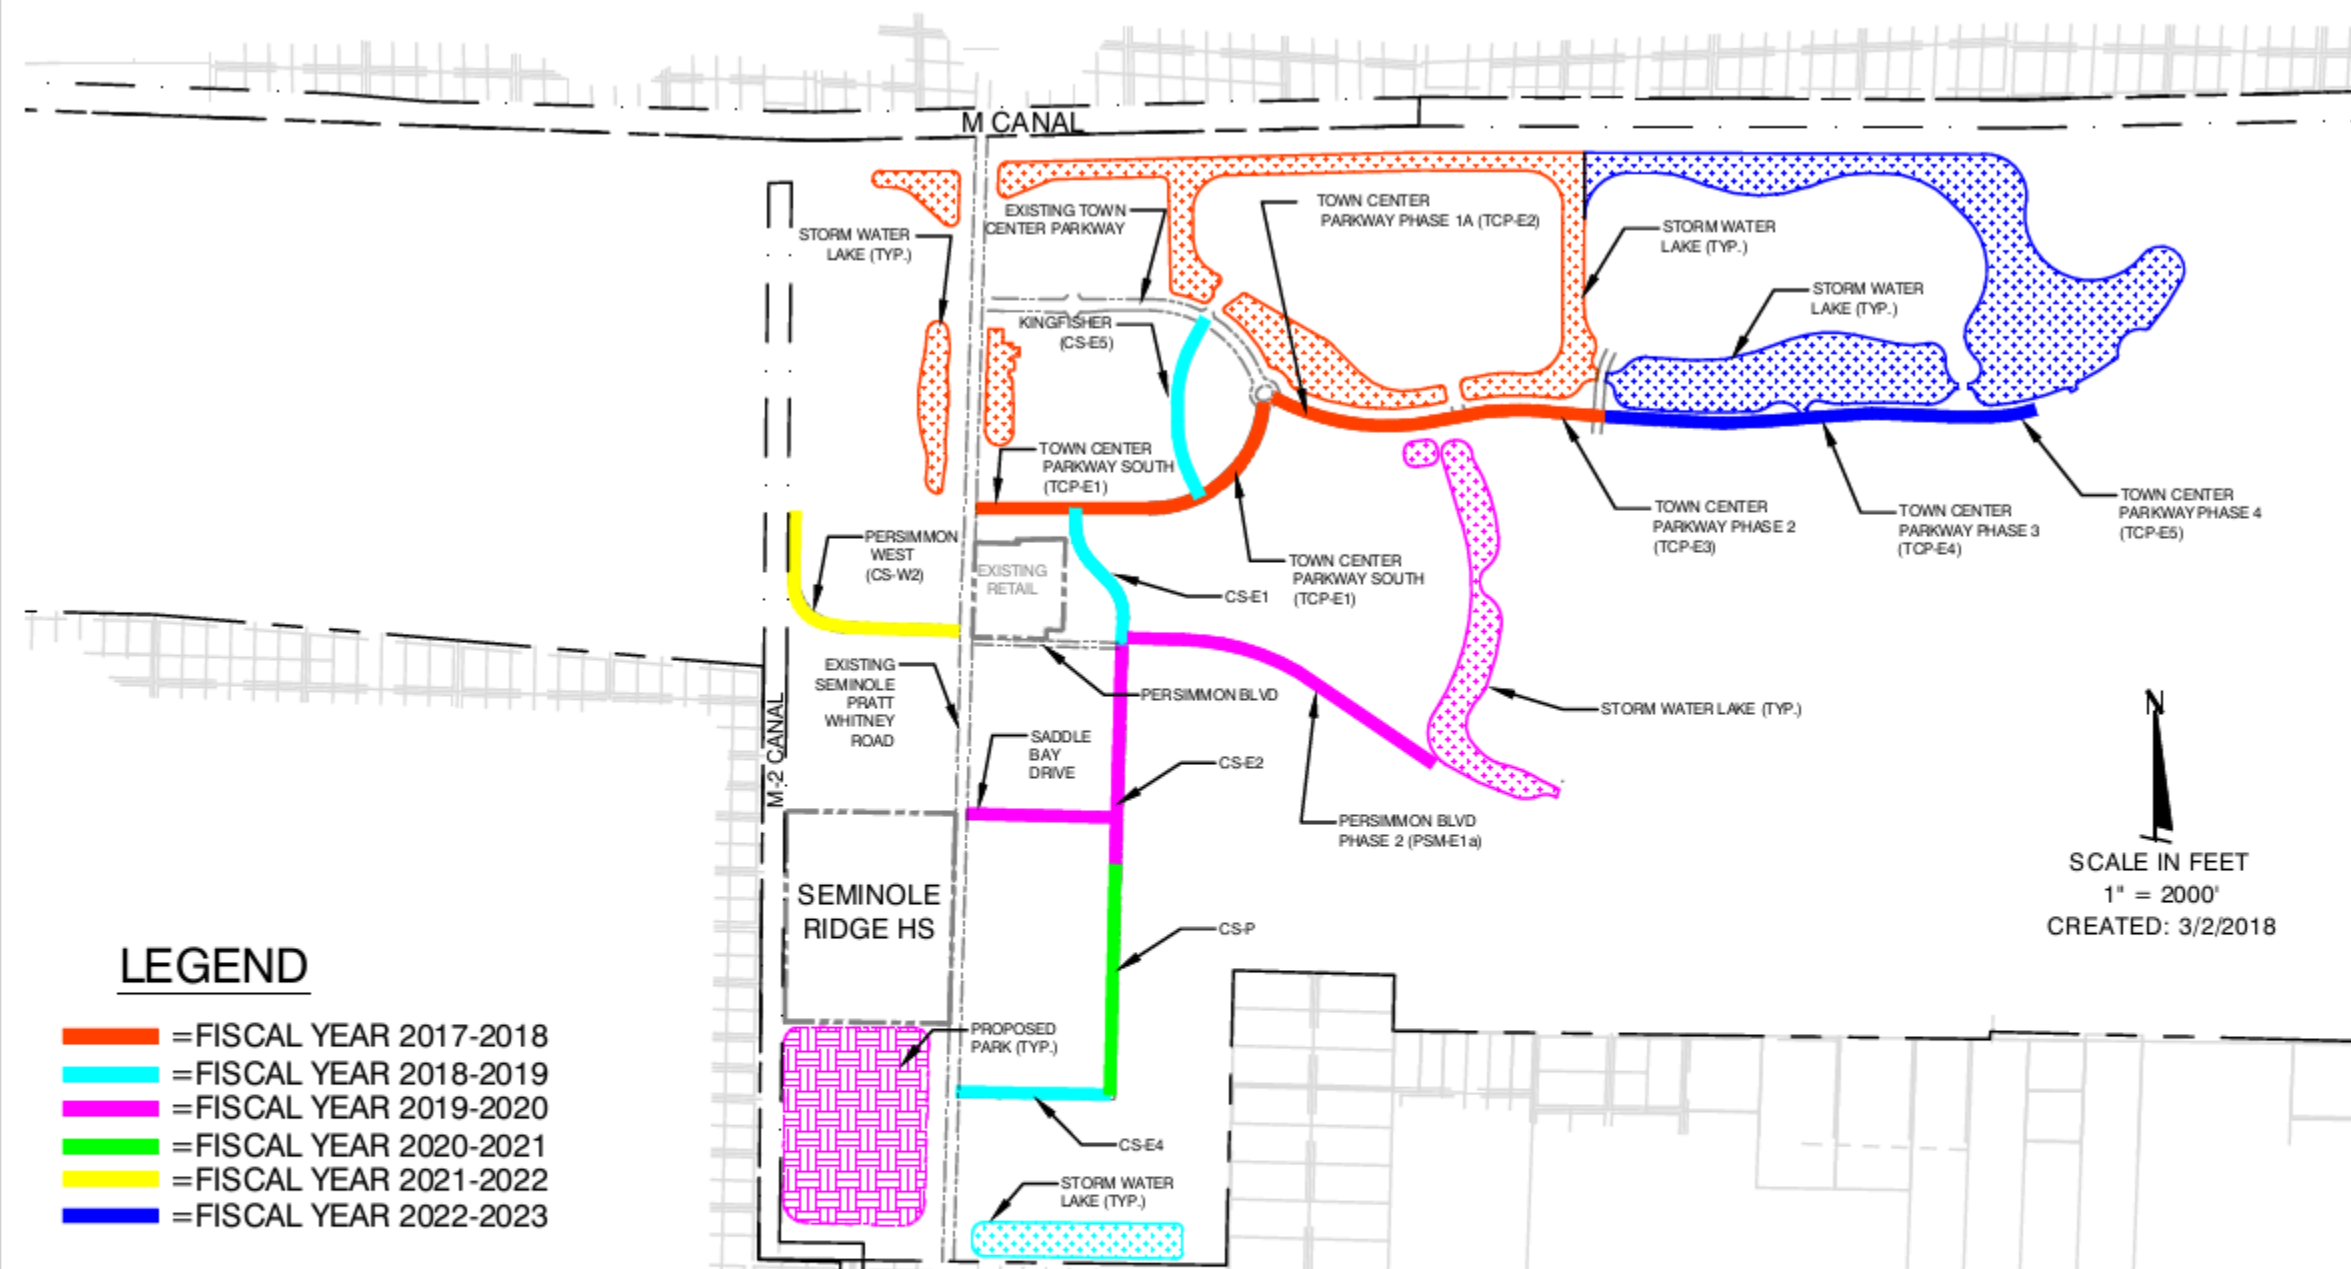 M CANAL
EXISTING TOWN
CENTER PARKWAY
TOWN CENTER
PARKWAY PHASE 1A (TCP-E2)
STORM WATER
LAKE (TYP.)
STORM WATER
LAKE (TYP.)
STORM WATER
LAKE (TYP.)
KINGFISHER
(CS-E5)
TOWN CENTER
PARKWAY SOUTH
(TCP-E1)
TOWN CENTER
PARKWAY PHASE 2
(TCP-E3)
TOWN CENTER
PARKWAY PHASE 3
(TCP-E4)
TOWN CENTER
PARKWAY PHASE 4
(TCP-E5)
PERSIMMON
WEST
(CS-W2)
EXISTING
RETAIL
TOWN CENTER
PARKWAY SOUTH
(TCP-E1)
CS-E1
EXISTING
SEMINOLE
PRATT
WHITNEY
ROAD
PERSIMMON BLVD
STORM WATER LAKE (TYP.)
M-2 CANAL
SADDLE
BAY
DRIVE
CS-E2
PERSIMMON BLVD
PHASE 2 (PSM-E1a)
N
SCALE IN FEET
1" = 2000'
CREATED: 3/2/2018
SEMINOLE
RIDGE HS
CS-P
PROPOSED
PARK (TYP.)
CS-E4
STORM WATER
LAKE (TYP.)
LEGEND
=FISCAL YEAR 2017-2018
=FISCAL YEAR 2018-2019
=FISCAL YEAR 2019-2020
=FISCAL YEAR 2020-2021
=FISCAL YEAR 2021-2022
=FISCAL YEAR 2022-2023